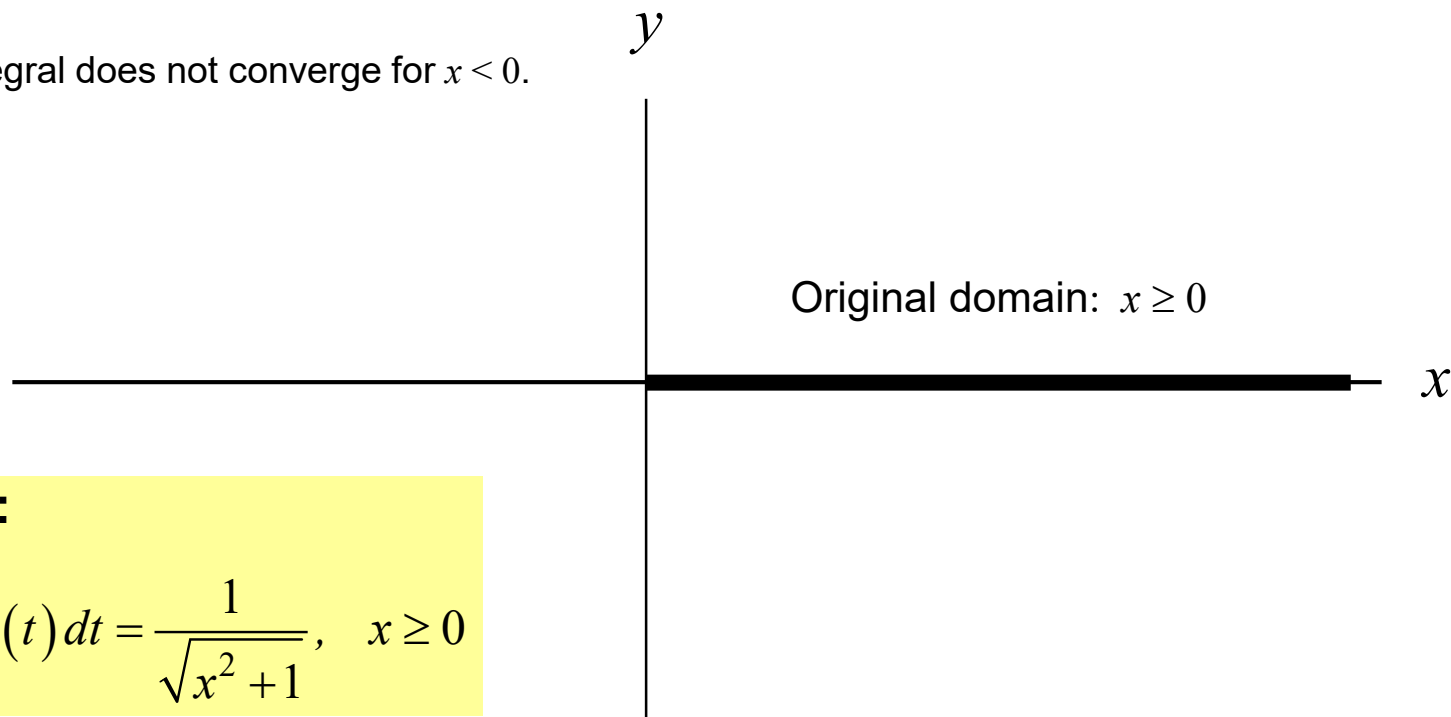 y
egral does not converge for x < 0.
Original domain: x ≥ 0
x
:
(t) dt = 1 / √(x² + 1), x ≥ 0